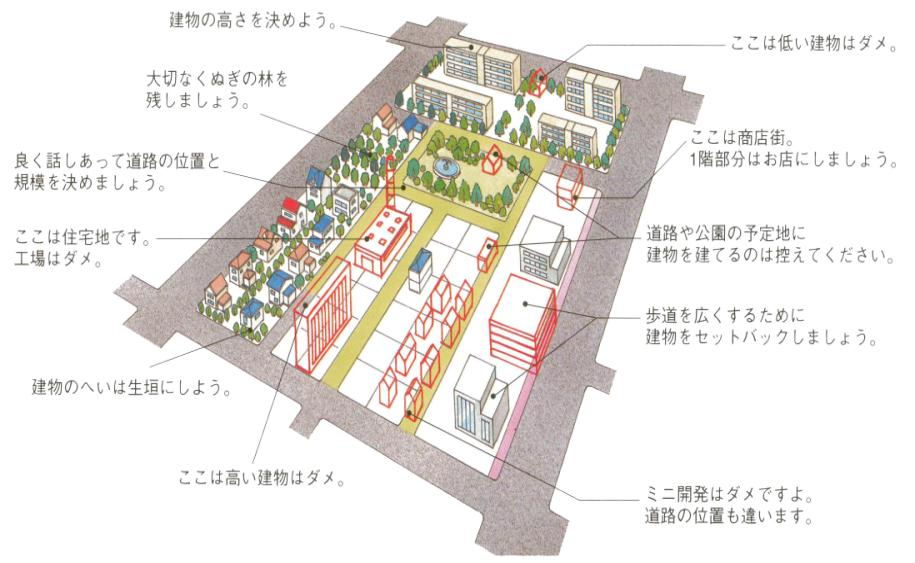 建物の高さを決めよう。
ここは低い建物はダメ。
大切なくぬぎの林を
残しましょう。
ここは商店街。
1階部分はお店にしましょう。
良く話しあって道路の位置と
規模を決めましょう。
ここは住宅地です。
工場はダメ。
道路や公園の予定地に
建物を建てるのは控えてください。
歩道を広くするために
建物をセットバックしましょう。
建物のへいは生垣にしよう。
ここは高い建物はダメ。
ミニ開発はダメですよ。
道路の位置も違います。